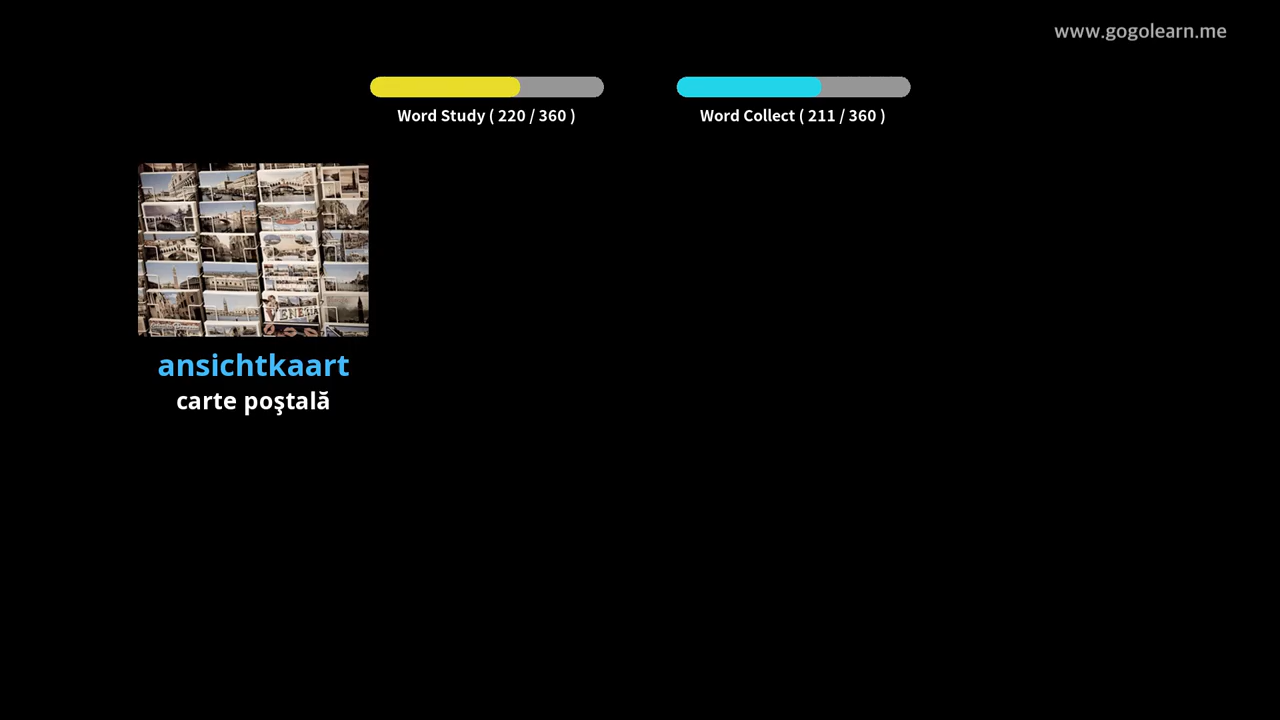 www.gogolearn.me
Word Study ( 220 / 360 )
Word Collect ( 211 / 360 )
ansichtkaart
carte poştală